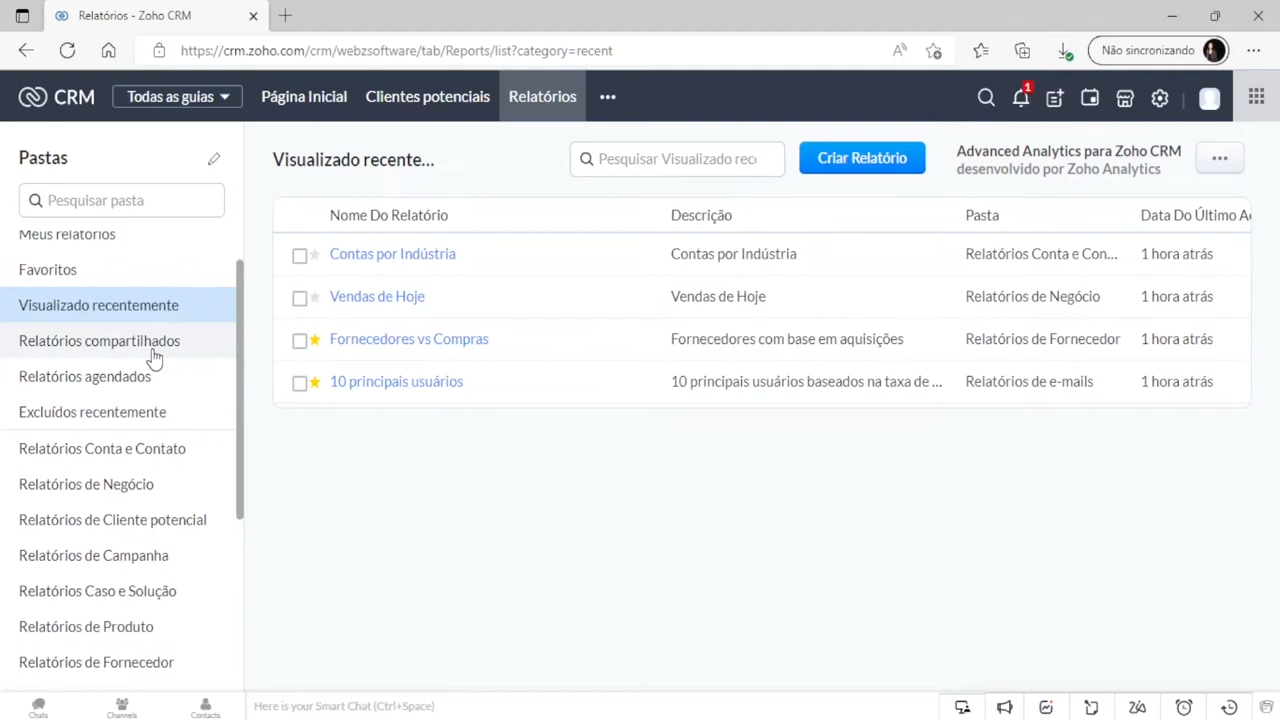 Relatórios - Zoho CRM
https://crm.zoho.com/crm/webzsoftware/tab/Reports/list?category=recent
Não sincronizando
CRM
Todas as guias
Página Inicial
Clientes potenciais
Relatórios
1
Pastas
Pesquisar pasta
Meus relatórios
Favoritos
Visualizado recentemente
Relatórios compartilhados
Relatórios agendados
Excluídos recentemente
Relatórios Conta e Contato
Relatórios de Negócio
Relatórios de Cliente potencial
Relatórios de Campanha
Relatórios Caso e Solução
Relatórios de Produto
Relatórios de Fornecedor
Visualizado recente...
Pesquisar Visualizado rec
Criar Relatório
Advanced Analytics para Zoho CRM
desenvolvido por Zoho Analytics
Nome Do Relatório Descrição Pasta Data Do Último A
Contas por Indústria Contas por Indústria Relatórios Conta e Con... 1 hora atrás
Vendas de Hoje Vendas de Hoje Relatórios de Negócio 1 hora atrás
Fornecedores vs Compras Fornecedores com base em aquisições Relatórios de Fornecedor 1 hora atrás
10 principais usuários 10 principais usuários baseados na taxa de ... Relatórios de e-mails 1 hora atrás
Chats
Channels
Contacts
Here is your Smart Chat (Ctrl+Space)